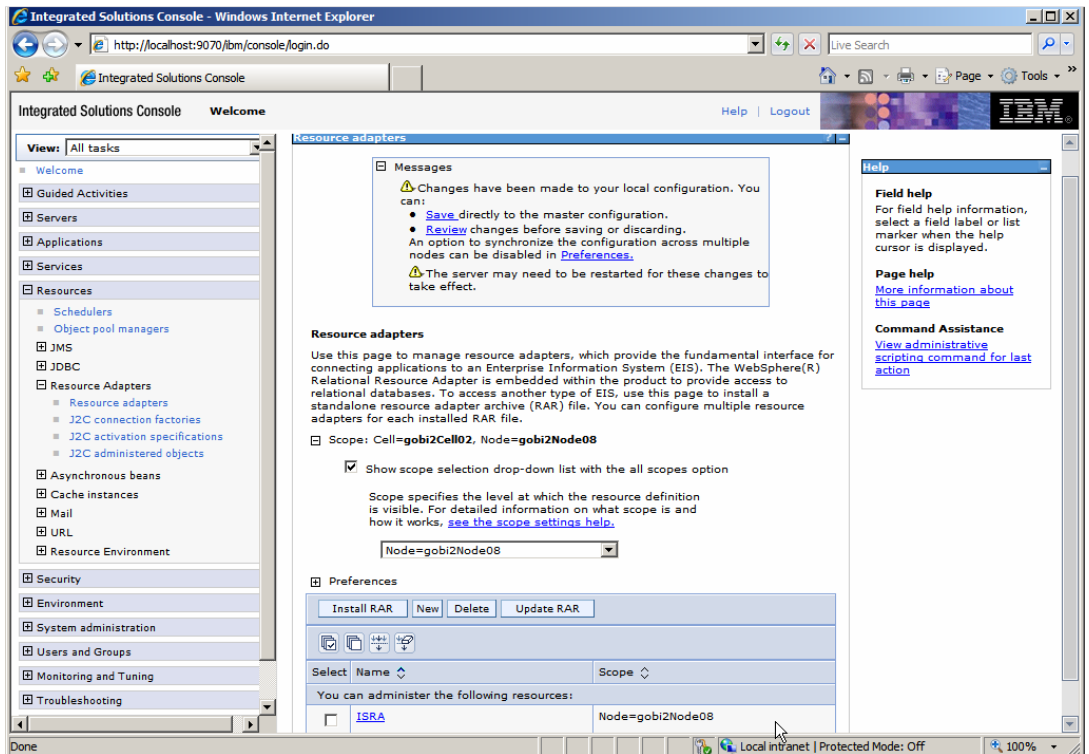 Integrated Solutions Console - Windows Internet Explorer
http://localhost:9070/ibm/console/login.do
Live Search
Integrated Solutions Console
Page
Tools
»
Integrated Solutions Console Welcome
Help | Logout
IBM
View: All tasks
Welcome
Guided Activities
Servers
Applications
Services
Resources
Schedulers
Object pool managers
JMS
JDBC
Resource Adapters
Resource adapters
J2C connection factories
J2C activation specifications
J2C administered objects
Asynchronous beans
Cache instances
Mail
URL
Resource Environment
Security
Environment
System administration
Users and Groups
Monitoring and Tuning
Troubleshooting
Resource adapters
Messages
Changes have been made to your local configuration. You
can:
Save directly to the master configuration.
Review changes before saving or discarding.
An option to synchronize the configuration across multiple
nodes can be disabled in Preferences.
The server may need to be restarted for these changes to
take effect.
Resource adapters
Use this page to manage resource adapters, which provide the fundamental interface for
connecting applications to an Enterprise Information System (EIS). The WebSphere(R)
Relational Resource Adapter is embedded within the product to provide access to
relational databases. To access another type of EIS, use this page to install a
standalone resource adapter archive (RAR) file. You can configure multiple resource
adapters for each installed RAR file.
Scope: Cell=gobi2Cell02, Node=gobi2Node08
Show scope selection drop-down list with the all scopes option
Scope specifies the level at which the resource definition
is visible. For detailed information on what scope is and
how it works, see the scope settings help.
Node=gobi2Node08
Preferences
Install RAR New Delete Update RAR
Select Name Scope
You can administer the following resources:
ISRA Node=gobi2Node08
Help
Field help
For field help information,
select a field label or list
marker when the help
cursor is displayed.
Page help
More information about
this page
Command Assistance
View administrative
scripting command for last
action
Done
Local intranet | Protected Mode: Off
100%